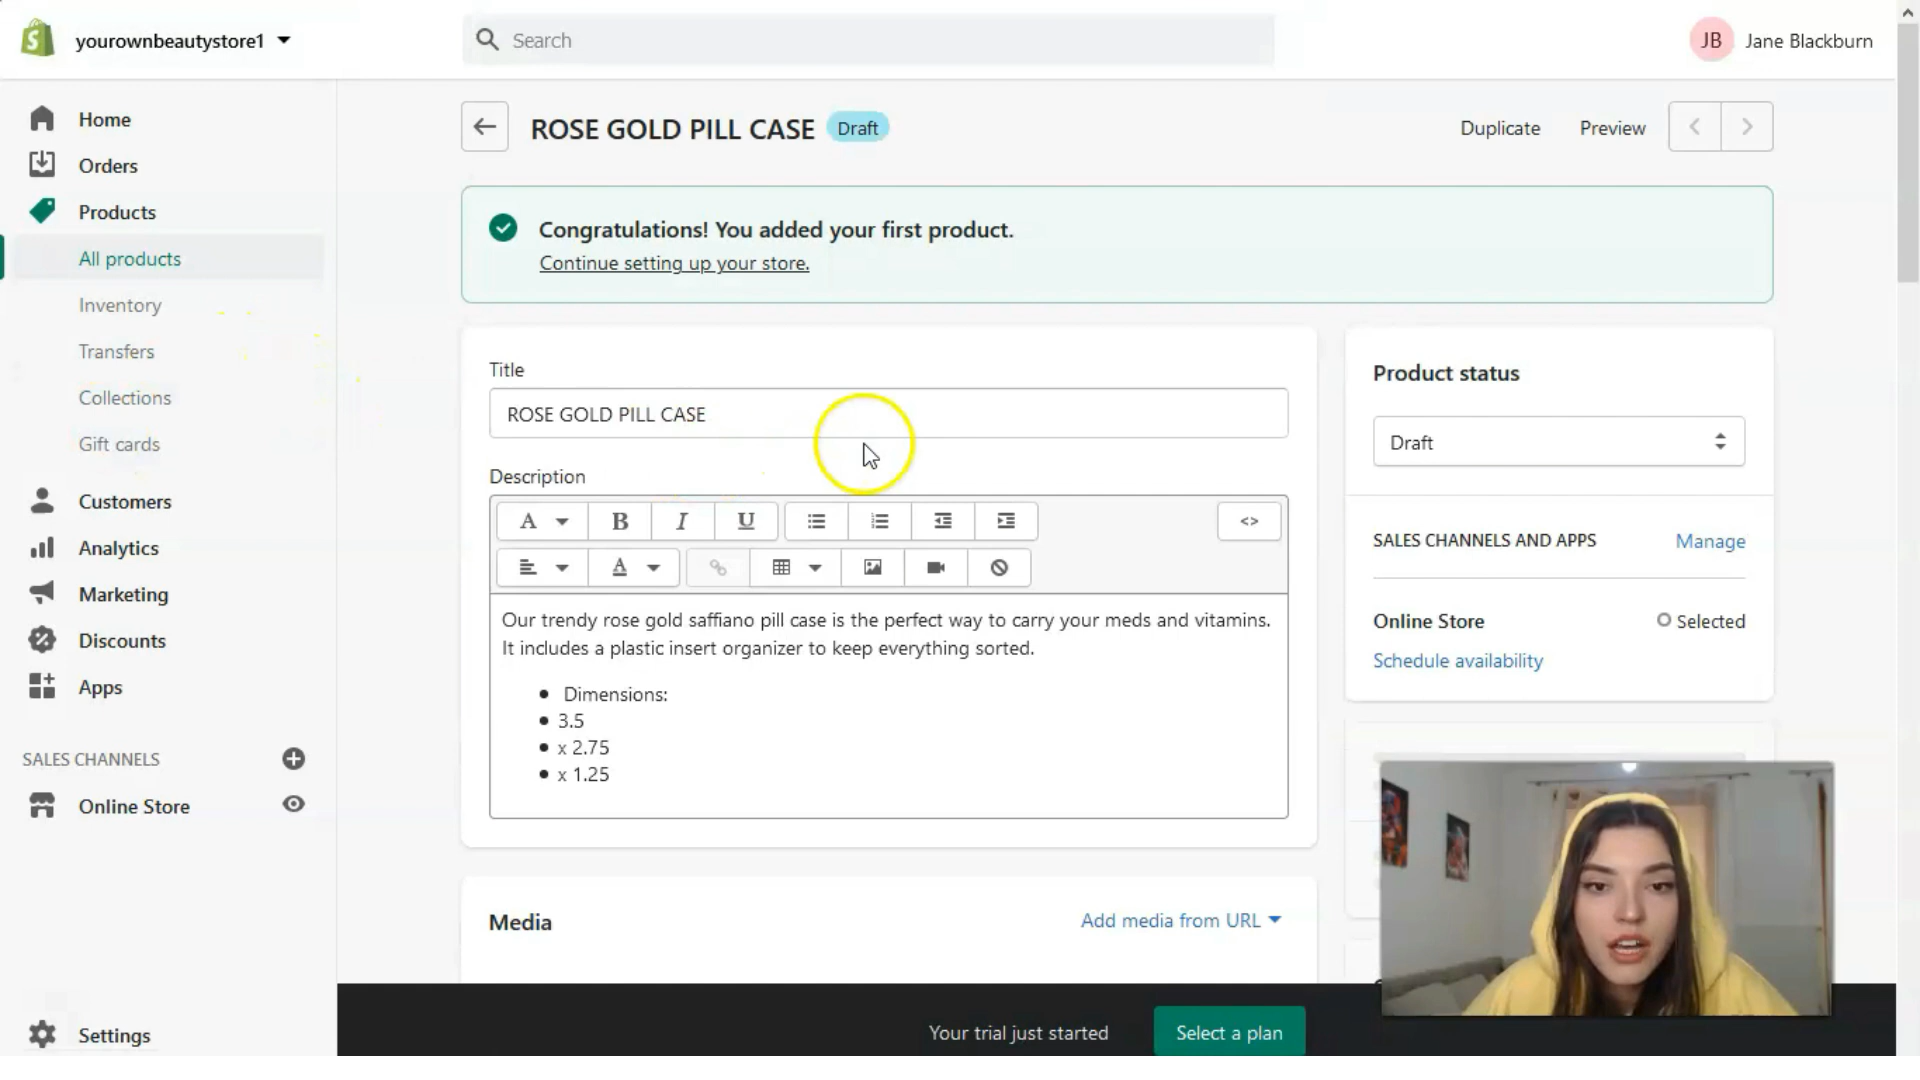 yourownbeautystore1
Search
JB Jane Blackburn
Home
Orders
Products
All products
Inventory
Transfers
Collections
Gift cards
Customers
Analytics
Marketing
Discounts
Apps
SALES CHANNELS
Online Store
Settings
ROSE GOLD PILL CASE Draft
Duplicate Preview
Congratulations! You added your first product.
Continue setting up your store.
Title
ROSE GOLD PILL CASE
Description
A B I U <>
A
Our trendy rose gold saffiano pill case is the perfect way to carry your meds and vitamins.
It includes a plastic insert organizer to keep everything sorted.
• Dimensions:
• 3.5
• x 2.75
• x 1.25
Media Add media from URL
Product status
Draft
SALES CHANNELS AND APPS Manage
Online Store Selected
Schedule availability
Your trial just started Select a plan